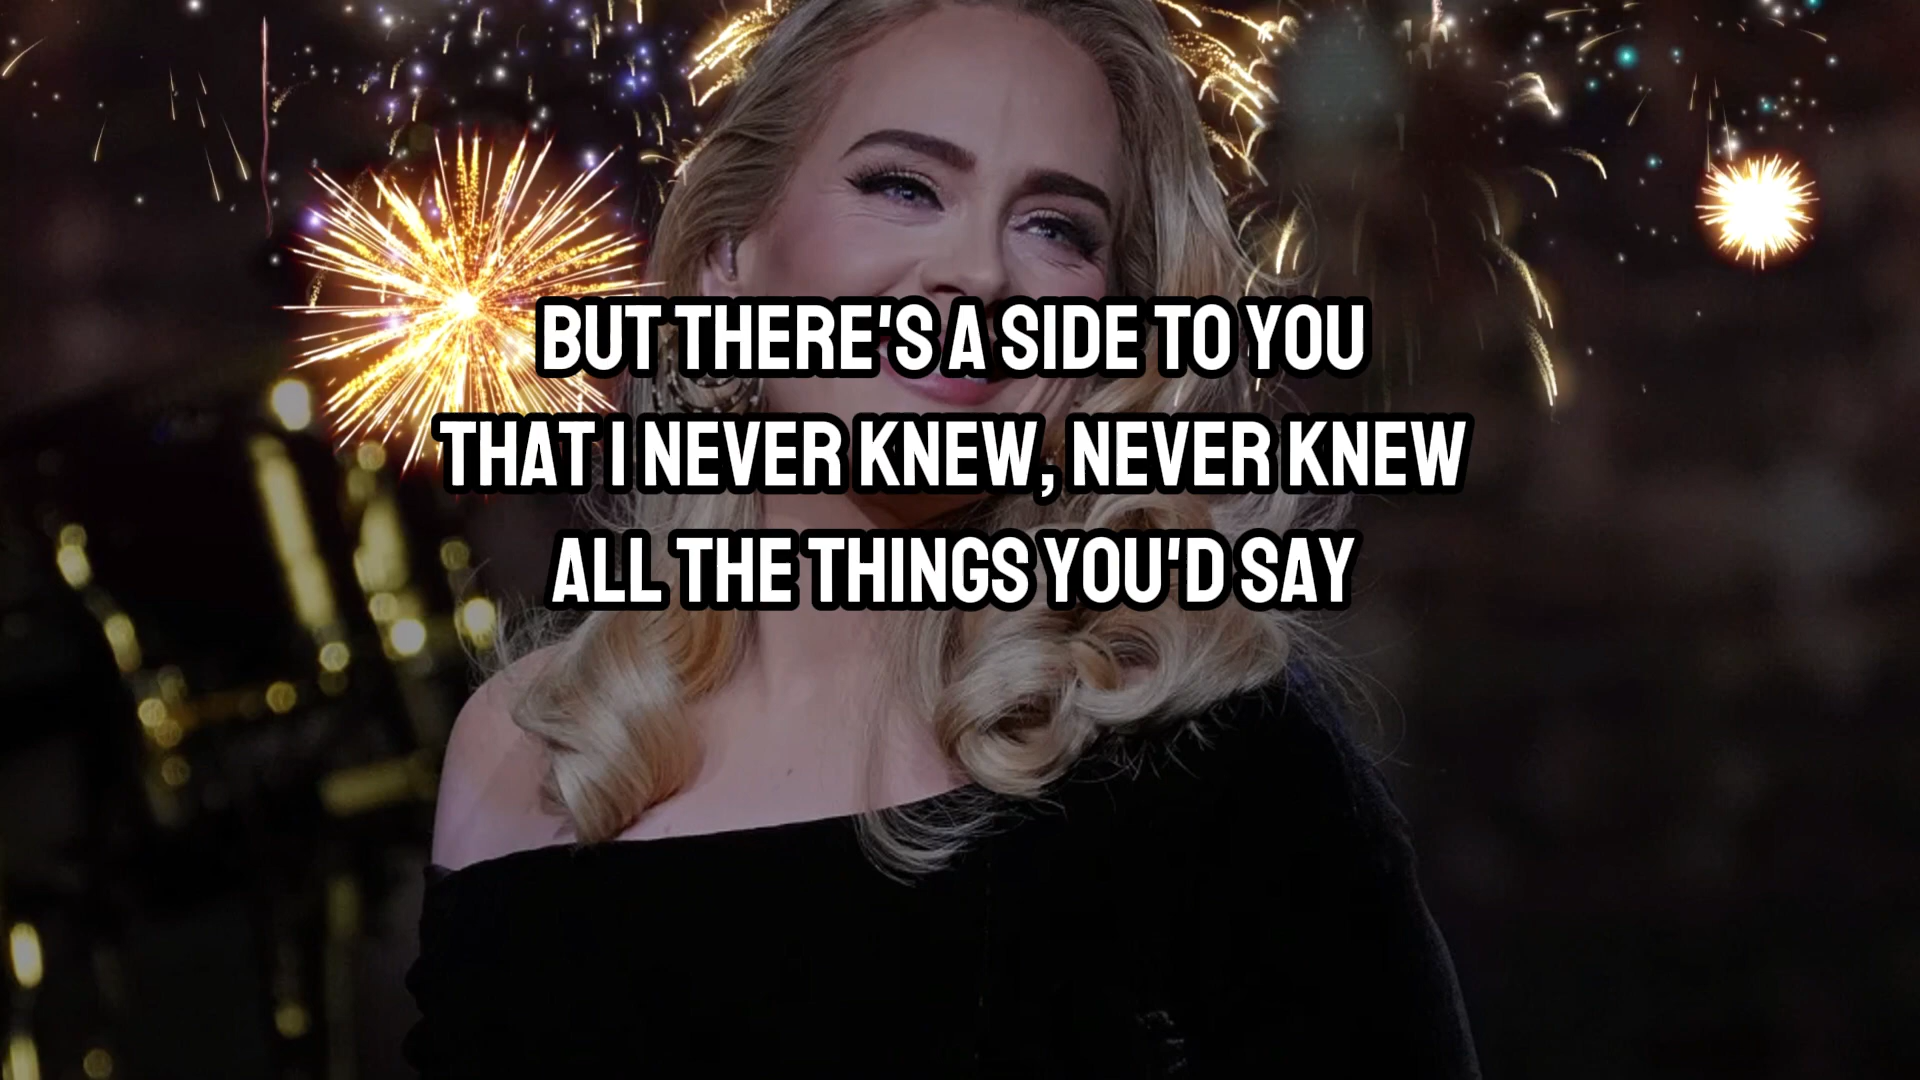 BUT THERE'S A SIDE TO YOU
THAT I NEVER KNEW, NEVER KNEW
ALL THE THINGS YOU'D SAY